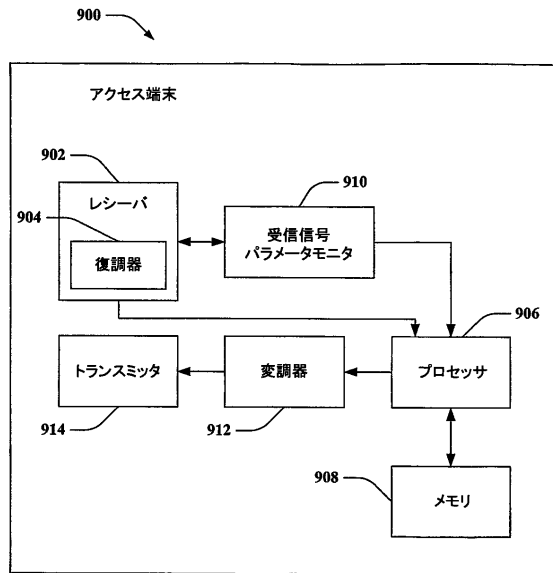 900
アクセス端末
902
910
レシーバ
904
復調器
受信信号
パラメータモニタ
906
トランスミッタ
変調器
プロセッサ
914
912
908
メモリ